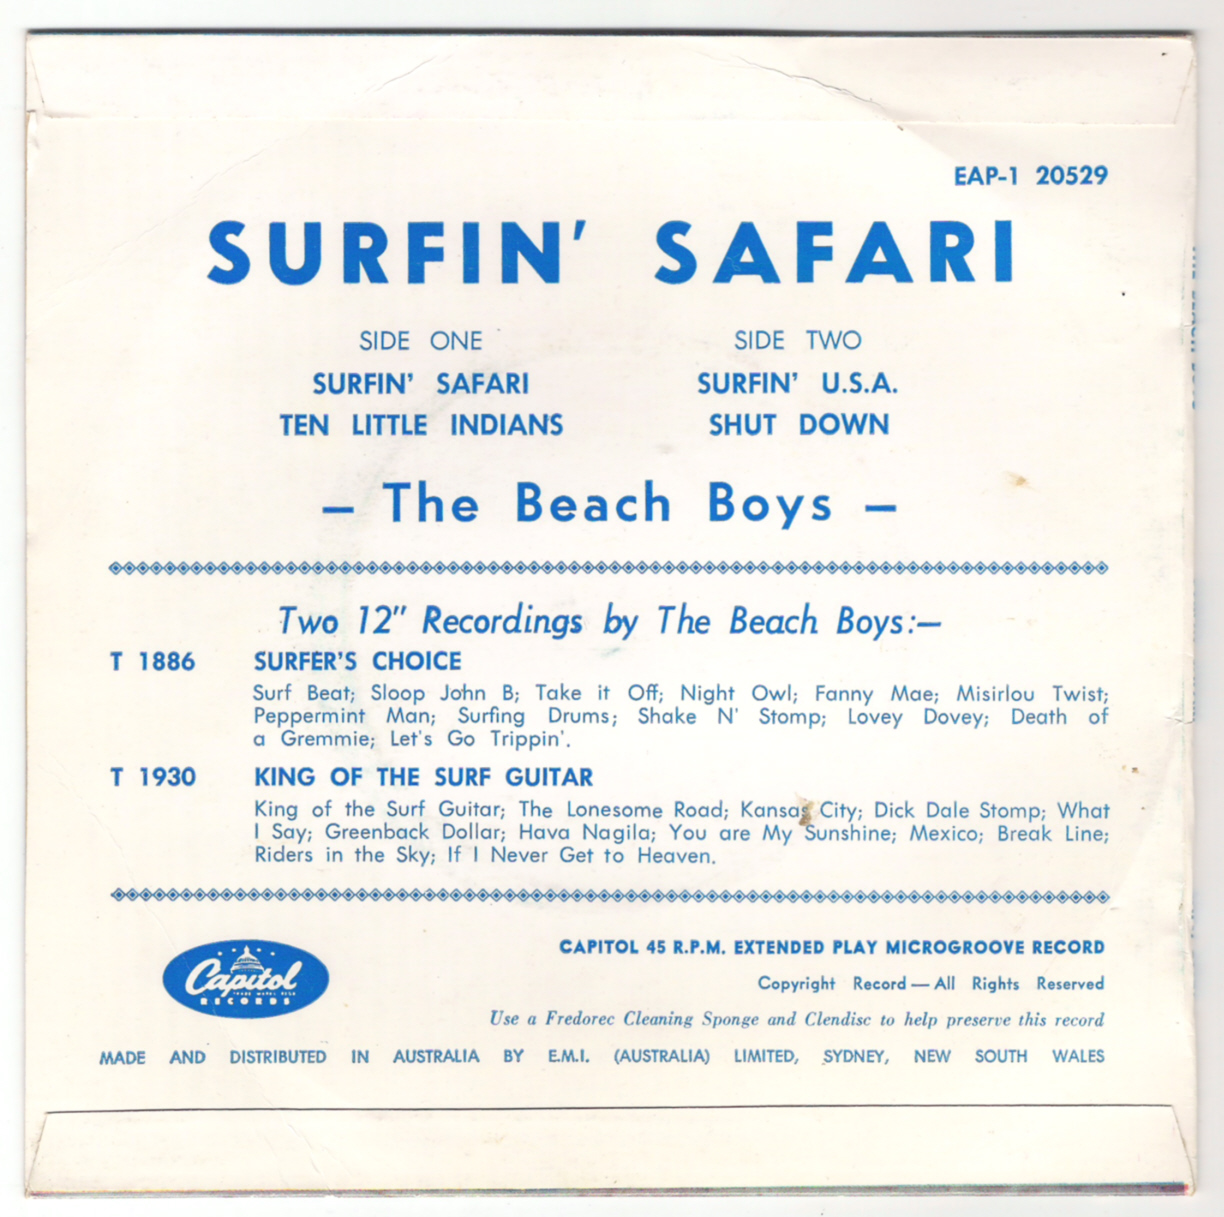 EAP-1 20529
SURFIN' SAFARI
SIDE ONE
SURFIN' SAFARI
TEN LITTLE INDIANS
SIDE TWO
SURFIN' U.S.A.
SHUT DOWN
– The Beach Boys –
Two 12" Recordings by The Beach Boys:—
T 1886 SURFER'S CHOICE
Surf Beat; Sloop John B; Take it Off; Night Owl; Fanny Mae; Misirlou Twist;
Peppermint Man; Surfing Drums; Shake N' Stomp; Lovey Dovey; Death of
a Gremmie; Let's Go Trippin'.
T 1930 KING OF THE SURF GUITAR
King of the Surf Guitar; The Lonesome Road; Kansas City; Dick Dale Stomp; What
I Say; Greenback Dollar; Hava Nagila; You are My Sunshine; Mexico; Break Line;
Riders in the Sky; If I Never Get to Heaven.
Capitol
RECORDS
CAPITOL 45 R.P.M. EXTENDED PLAY MICROGROOVE RECORD
Copyright Record — All Rights Reserved
Use a Fredorec Cleaning Sponge and Clendisc to help preserve this record
MADE AND DISTRIBUTED IN AUSTRALIA BY E.M.I. (AUSTRALIA) LIMITED, SYDNEY, NEW SOUTH WALES